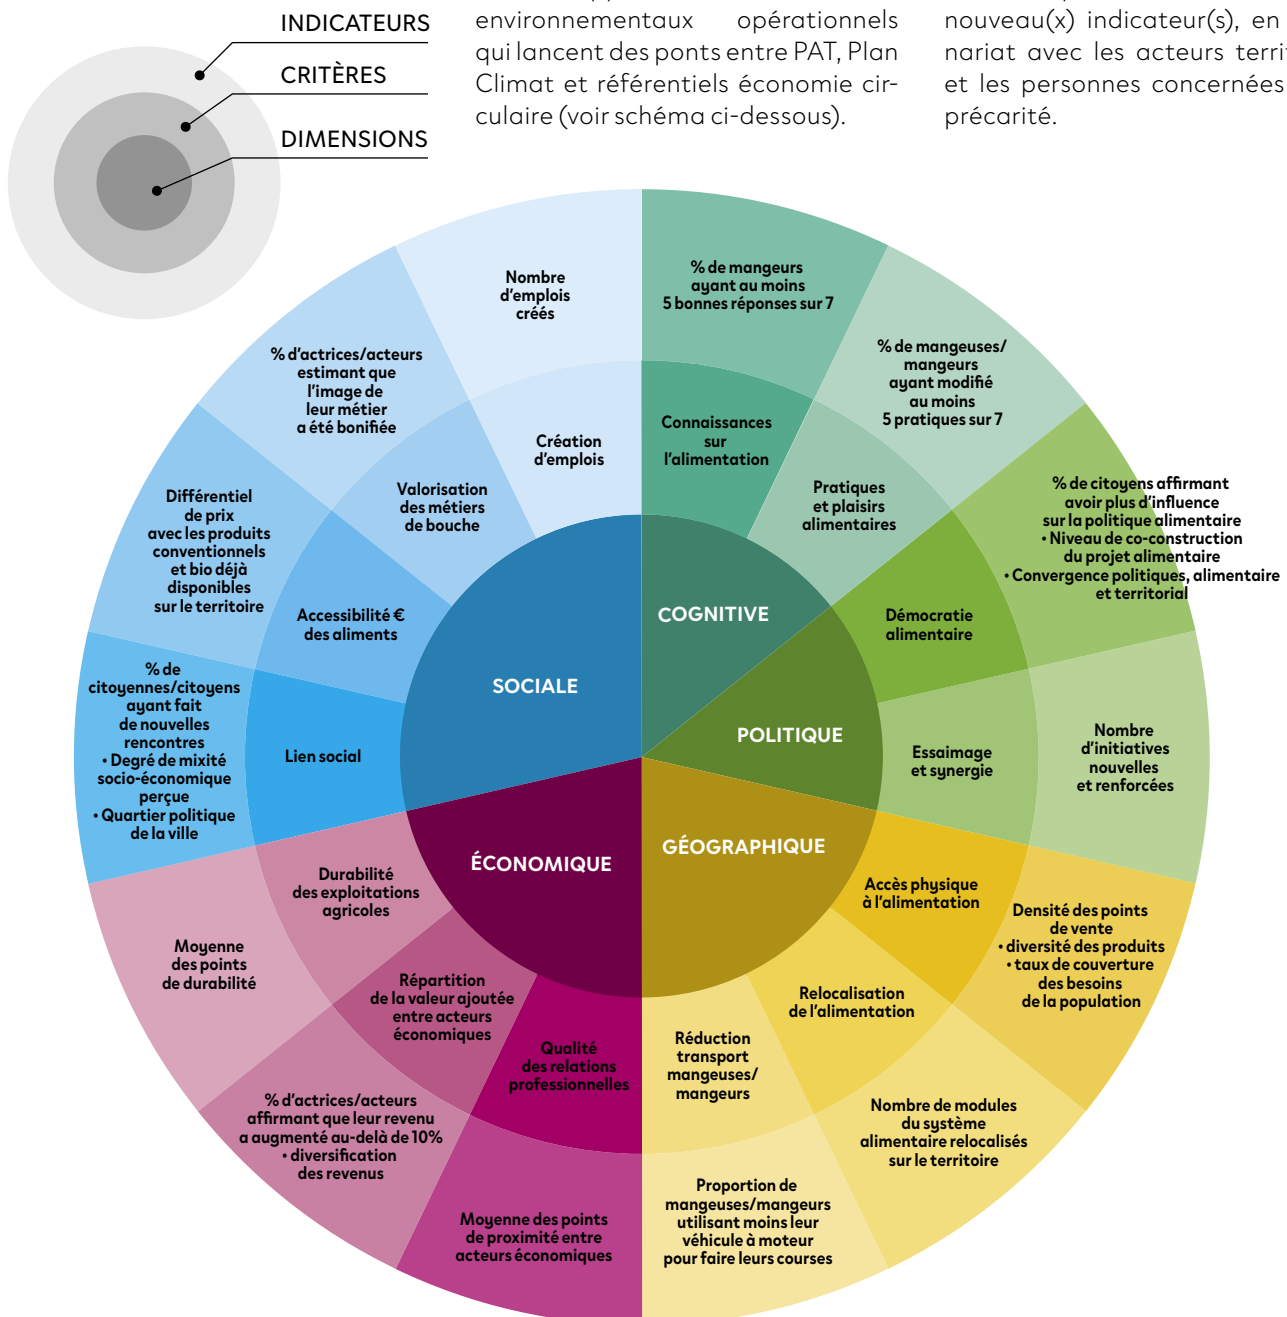 INDICATEURS
CRITÈRES
DIMENSIONS
environnementaux opérationnels
qui lancent des ponts entre PAT, Plan
Climat et référentiels économie cir-
culaire (voir schéma ci-dessous).
nouveau(x) indicateur(s), en
nariat avec les acteurs territ
et les personnes concernées
précarité.
Nombre
d'emplois
créés
% de mangeurs
ayant au moins
5 bonnes réponses sur 7
% d'actrices/acteurs
estimant que
l'image de
leur métier
a été bonifiée
% de mangeuses/
mangeurs
ayant modifié
au moins
5 pratiques sur 7
Création
d'emplois
Connaissances
sur
l'alimentation
Valorisation
des métiers
de bouche
Pratiques
et plaisirs
alimentaires
Différentiel
de prix
avec les produits
conventionnels
et bio déjà
disponibles
sur le territoire
% de citoyens affirmant
avoir plus d'influence
sur la politique alimentaire
• Niveau de co-construction
du projet alimentaire
• Convergence politiques, alimentaire
et territorial
Accessibilité €
des aliments
COGNITIVE
Démocratie
alimentaire
SOCIALE
POLITIQUE
% de
citoyennes/citoyens
ayant fait
de nouvelles
rencontres
• Degré de mixité
socio-économique
perçue
• Quartier politique
de la ville
Lien social
Essaimage
et synergie
Nombre
d'initiatives
nouvelles
et renforcées
ÉCONOMIQUE
GÉOGRAPHIQUE
Durabilité
des exploitations
agricoles
Accès physique
à l'alimentation
Moyenne
des points
de durabilité
Densité des points
de vente
• diversité des produits
• taux de couverture
des besoins
de la population
Répartition
de la valeur ajoutée
entre acteurs
économiques
Relocalisation
de l'alimentation
Qualité
des relations
professionnelles
Réduction
transport
mangeuses/
mangeurs
% d'actrices/acteurs
affirmant que leur revenu
a augmenté au-delà de 10%
• diversification
des revenus
Nombre de modules
du système
alimentaire relocalisés
sur le territoire
Moyenne des points
de proximité entre
acteurs économiques
Proportion de
mangeuses/mangeurs
utilisant moins leur
véhicule à moteur
pour faire leurs courses